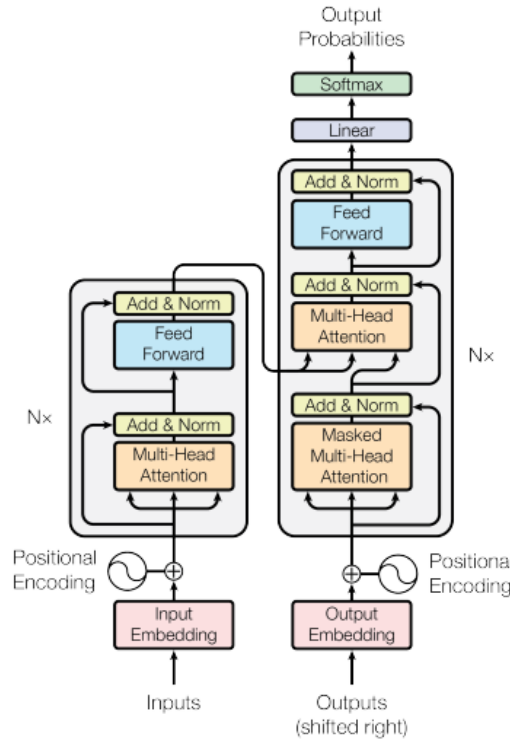 Output
Probabilities
Softmax
Linear
Add & Norm
Feed
Forward
Add & Norm
Multi-Head
Attention
Add & Norm
Masked
Multi-Head
Attention
N×
Add & Norm
Feed
Forward
Add & Norm
Multi-Head
Attention
N×
Positional
Encoding
Positional
Encoding
Input
Embedding
Output
Embedding
Inputs
Outputs
(shifted right)